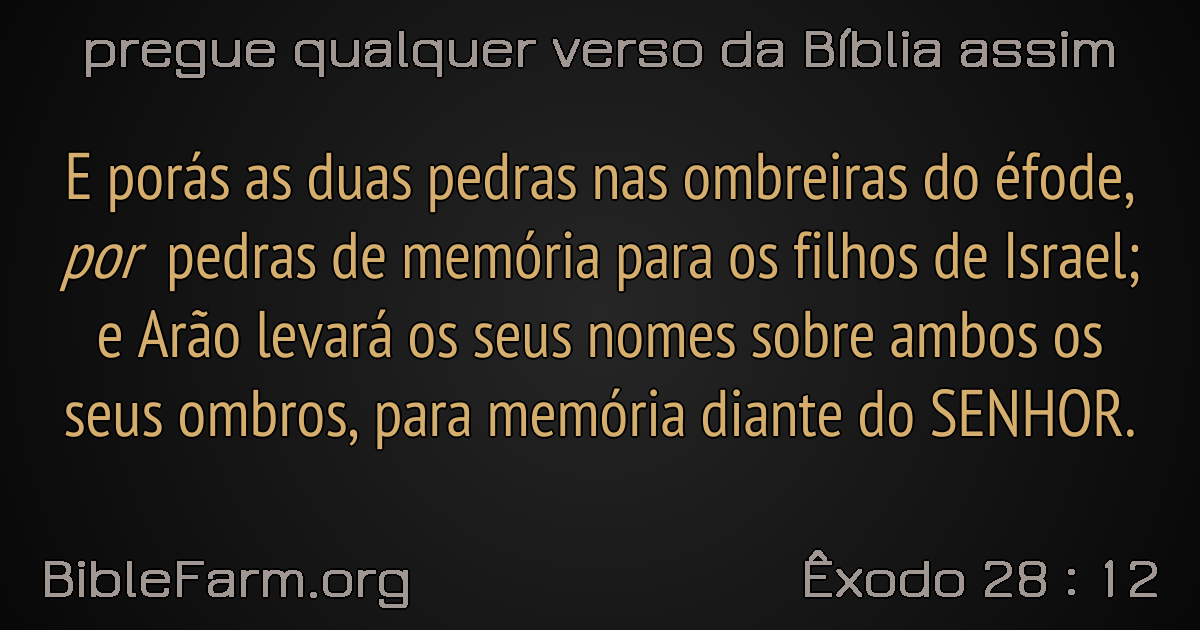 pregue qualquer verso da Bíblia assim
E porás as duas pedras nas ombreiras do éfode,
por pedras de memória para os filhos de Israel;
e Arão levará os seus nomes sobre ambos os
seus ombros, para memória diante do SENHOR.
BibleFarm.org
Êxodo 28 : 12